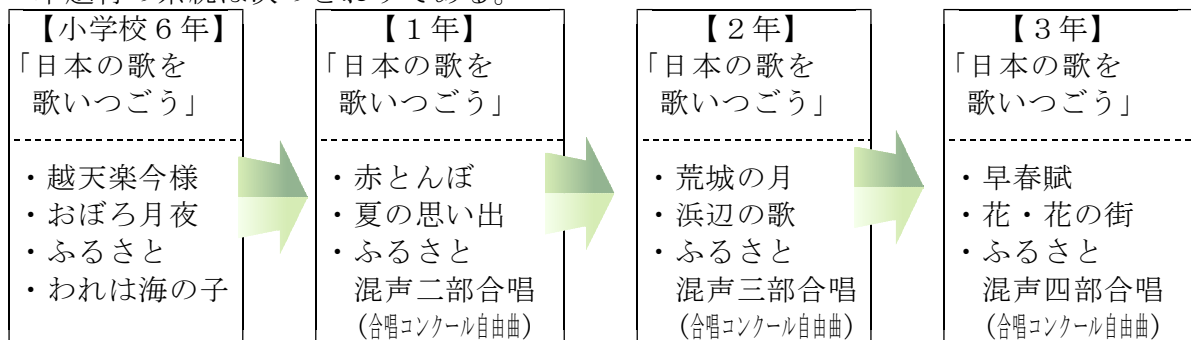 【小学校６年】
「日本の歌を
歌いつごう」
・越天楽今様
・おぼろ月夜
・ふるさと
・われは海の子
【１年】
「日本の歌を
歌いつごう」
・赤とんぼ
・夏の思い出
・ふるさと
混声二部合唱
(合唱コンクール自由曲)
【２年】
「日本の歌を
歌いつごう」
・荒城の月
・浜辺の歌
・ふるさと
混声三部合唱
(合唱コンクール自由曲)
【３年】
「日本の歌を
歌いつごう」
・早春賦
・花・花の街
・ふるさと
混声四部合唱
(合唱コンクール自由曲)